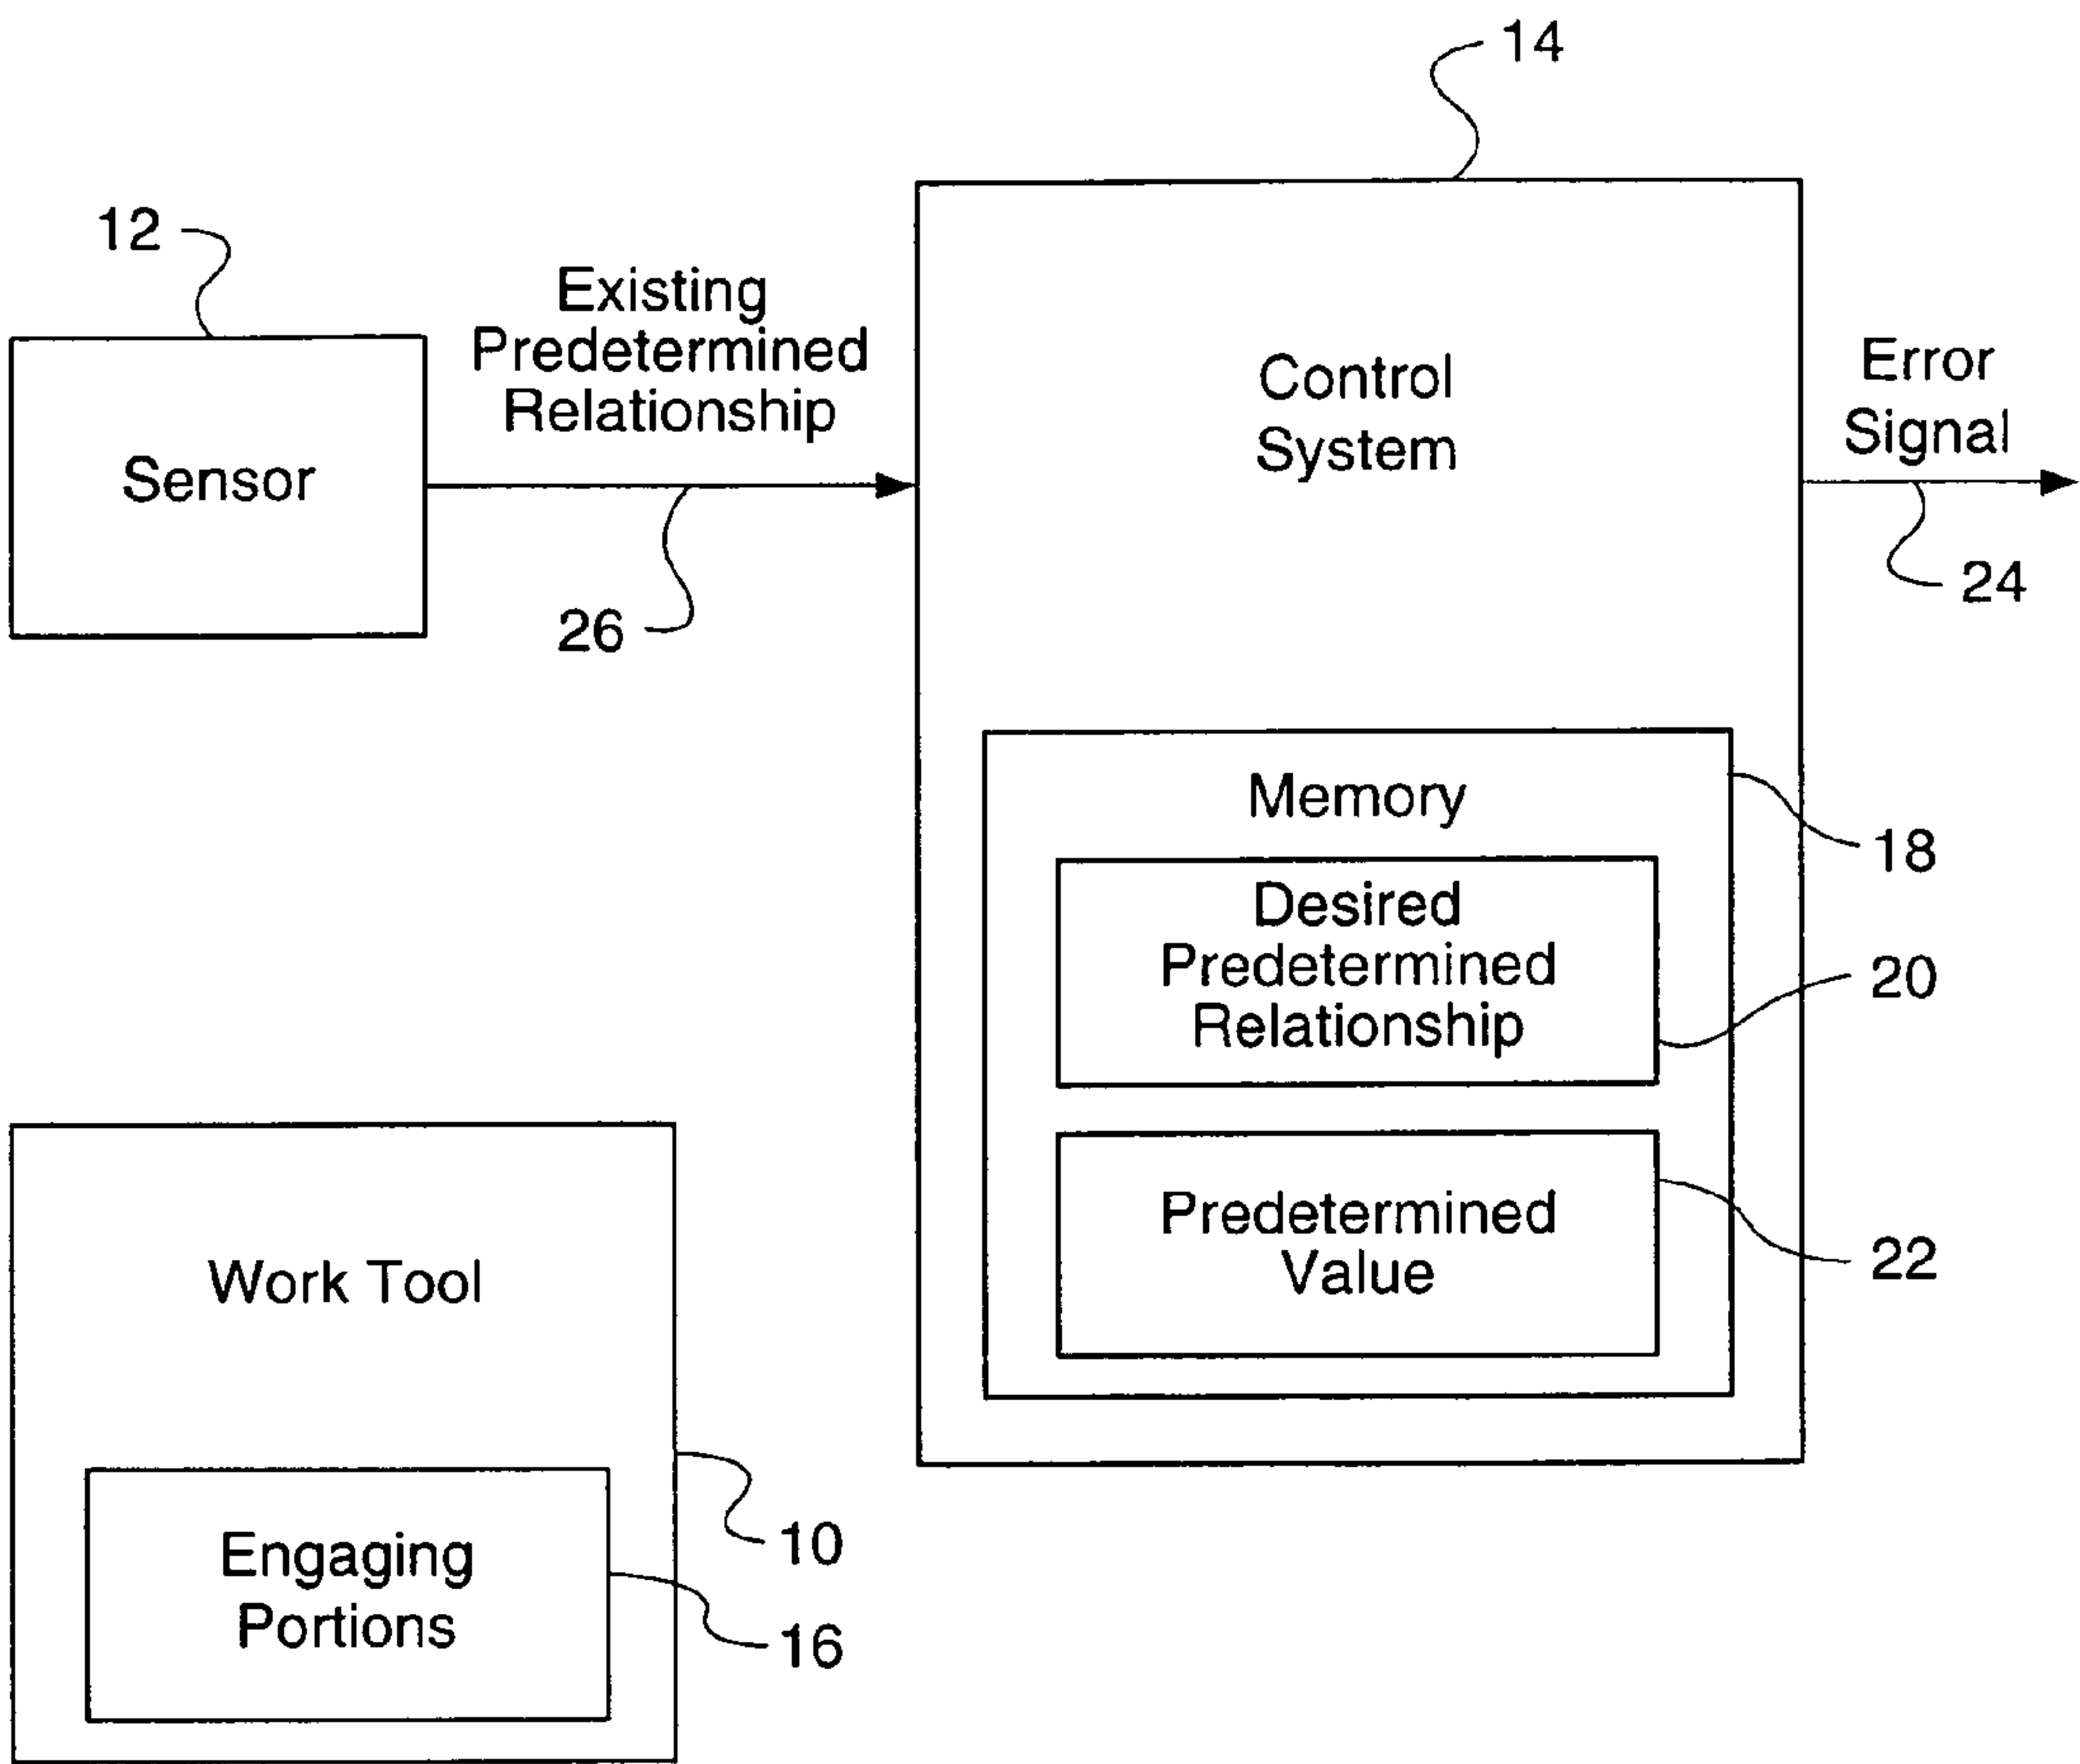 14
12
Existing
Predetermined
Relationship
Sensor
26
Control
System
Error
Signal
24
Memory
18
Desired
Predetermined
Relationship
20
Predetermined
Value
22
Work Tool
10
Engaging
Portions
16